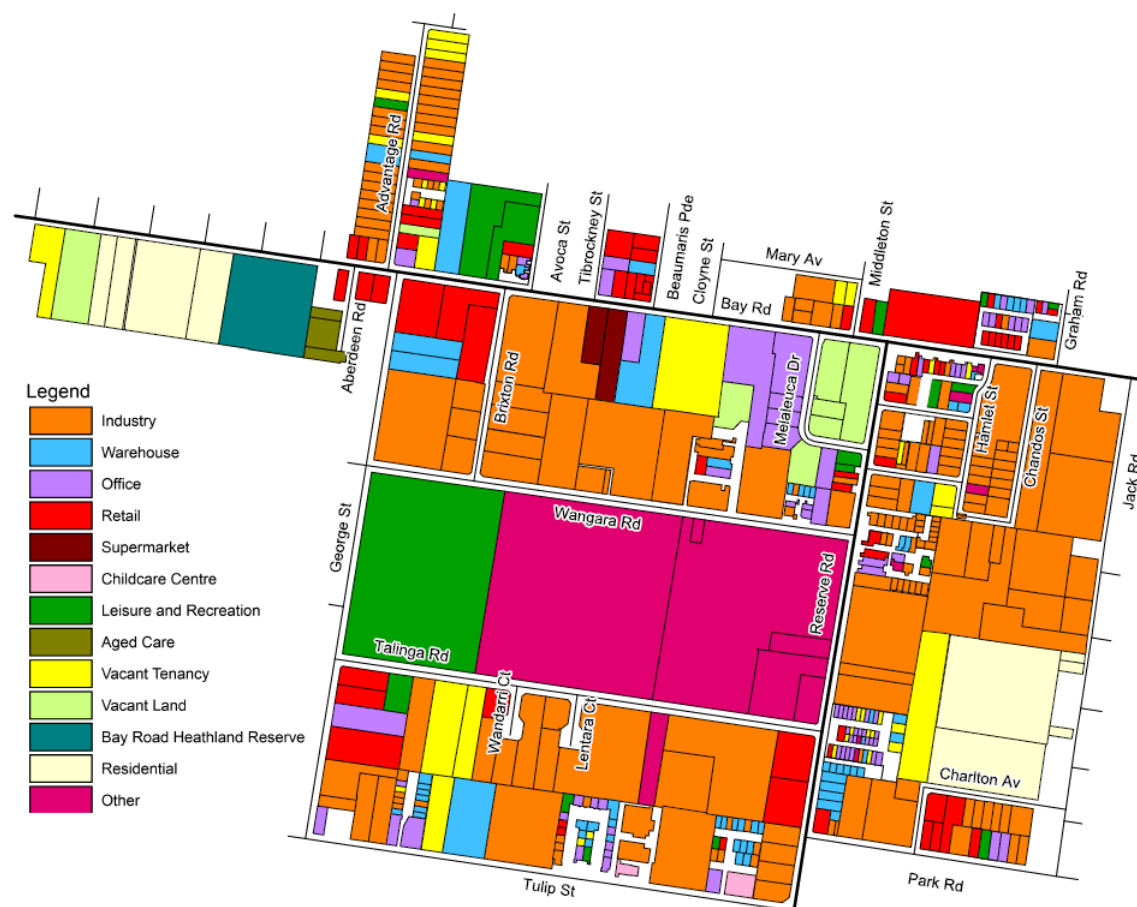 Advantage Rd
Avoca St
Tibrockney St
Beaumaris Pde
Cloyne St
Mary Av
Middleton St
Bay Rd
Graham Rd
Aberdeen Rd
Brixton Rd
Melaleuca Dr
Hamlet St
Chandos St
Jack Rd
Legend
Industry
Warehouse
Office
Retail
Supermarket
Childcare Centre
Leisure and Recreation
Aged Care
Vacant Tenancy
Vacant Land
Bay Road Heathland Reserve
Residential
Other
George St
Wangara Rd
Reserve Rd
Talinga Rd
Wandarri Ct
Lentara Ct
Charlton Av
Tulip St
Park Rd